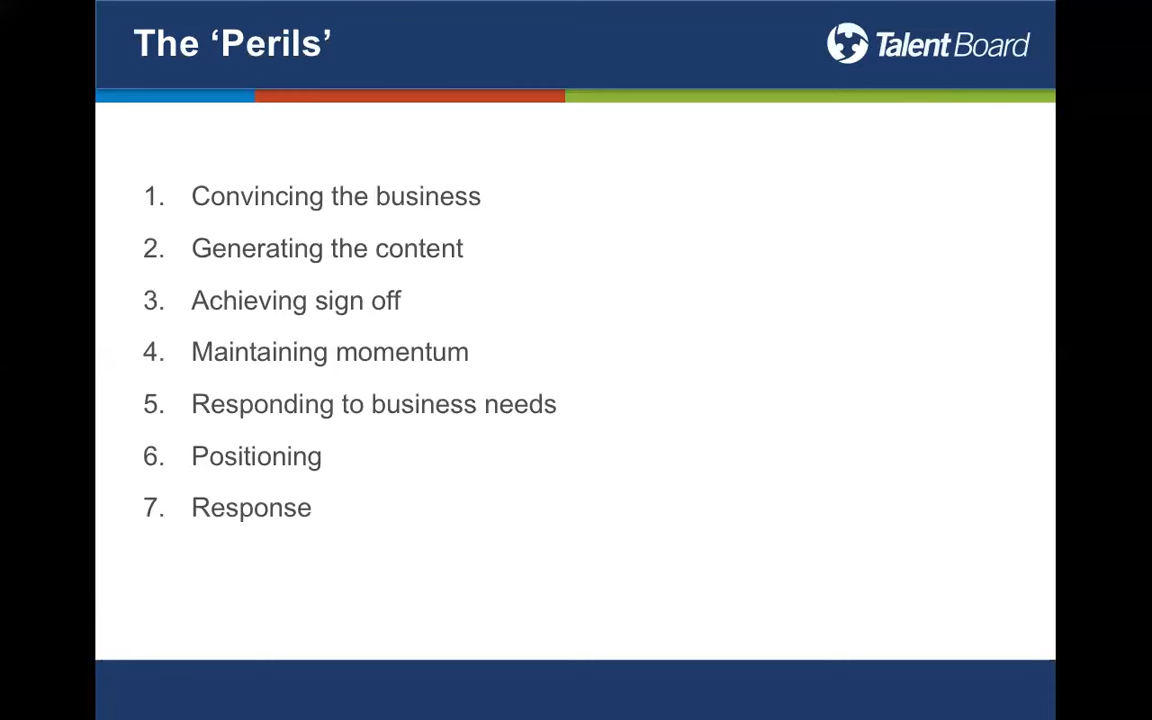 The ‘Perils’
Talent Board
1. Convincing the business
2. Generating the content
3. Achieving sign off
4. Maintaining momentum
5. Responding to business needs
6. Positioning
7. Response